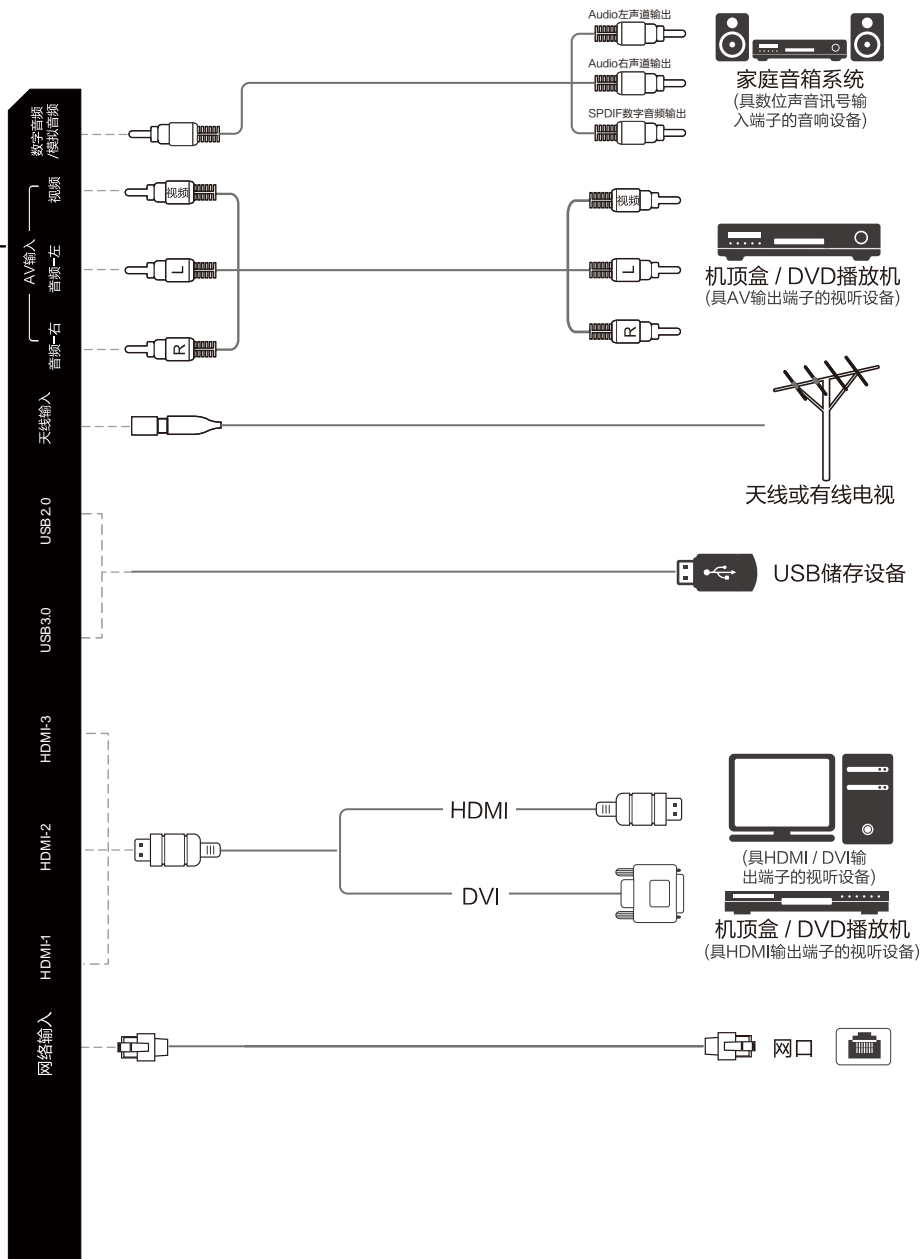 Audio左声道输出
Audio右声道输出
SPDIF数字音频输出
家庭音箱系统
(具数位声音讯号输
入端子的音响设备)
数字音频
/模拟音频
AV输入
视频
音频-左
音频-右
视频
L
R
视频
L
R
机顶盒 / DVD播放机
(具AV输出端子的视听设备)
天线输入
天线或有线电视
USB2.0
USB3.0
USB储存设备
HDMI-3
HDMI-2
HDMI-1
HDMI
DVI
(具HDMI / DVI输
出端子的视听设备)
机顶盒 / DVD播放机
(具HDMI输出端子的视听设备)
网络输入
网口